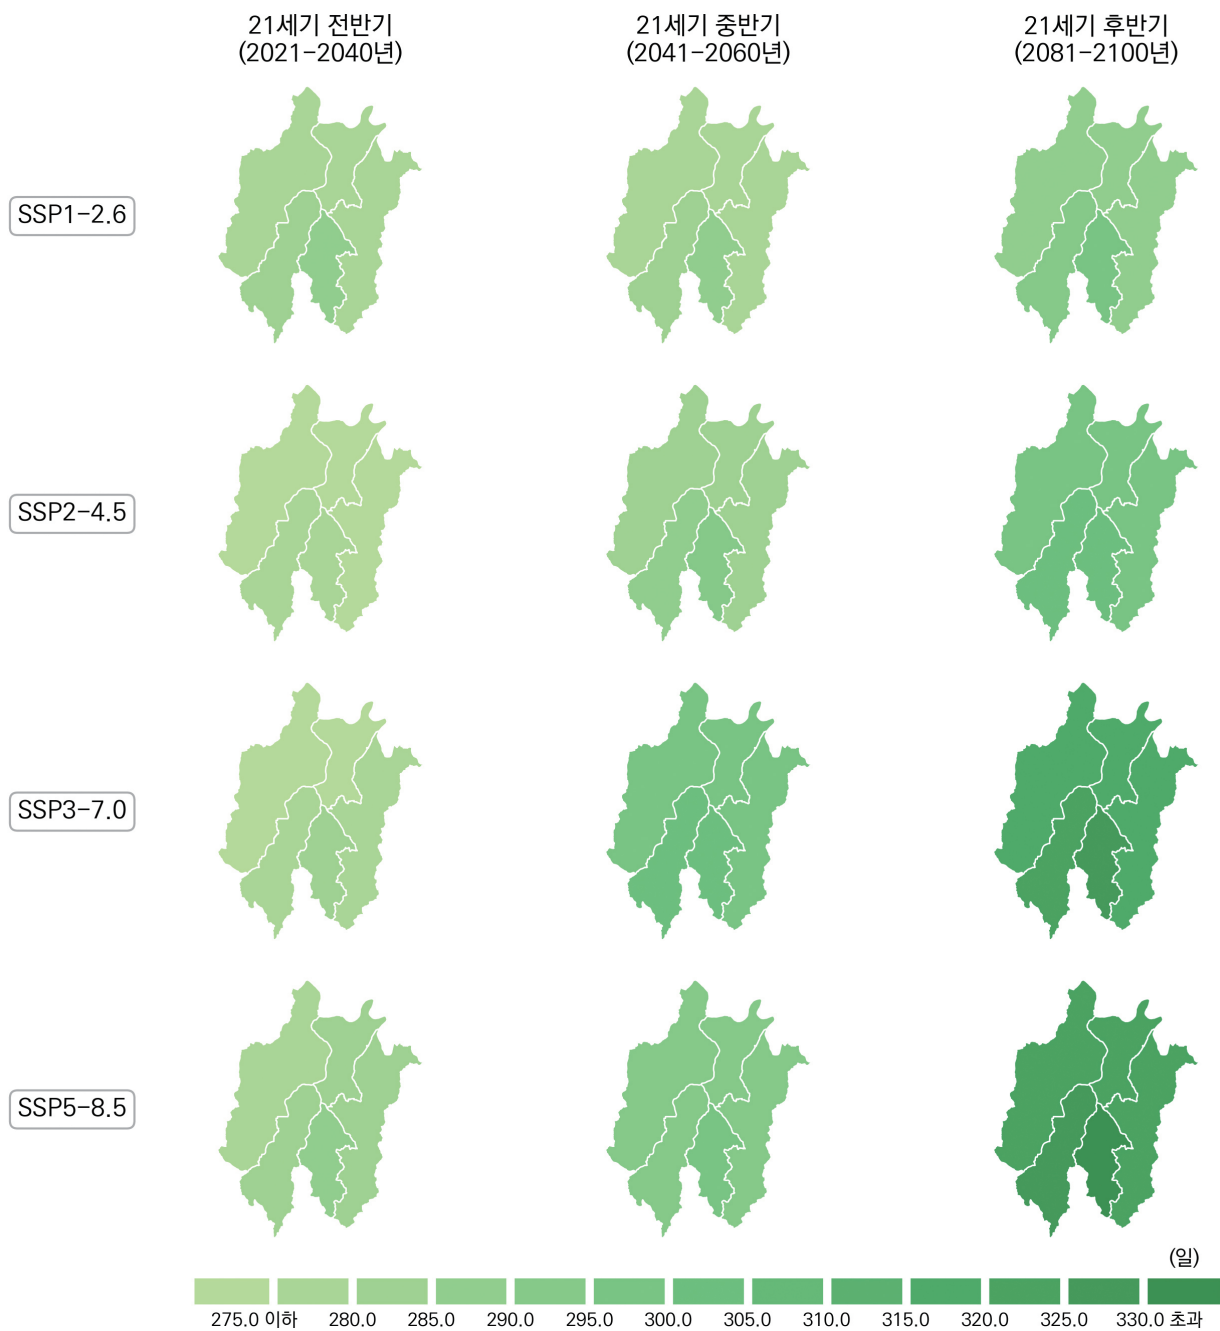 21세기 전반기
(2021-2040년)
21세기 중반기
(2041-2060년)
21세기 후반기
(2081-2100년)
SSP1-2.6
SSP2-4.5
SSP3-7.0
SSP5-8.5
(일)
275.0 이하 280.0 285.0 290.0 295.0 300.0 305.0 310.0 315.0 320.0 325.0 330.0 초과